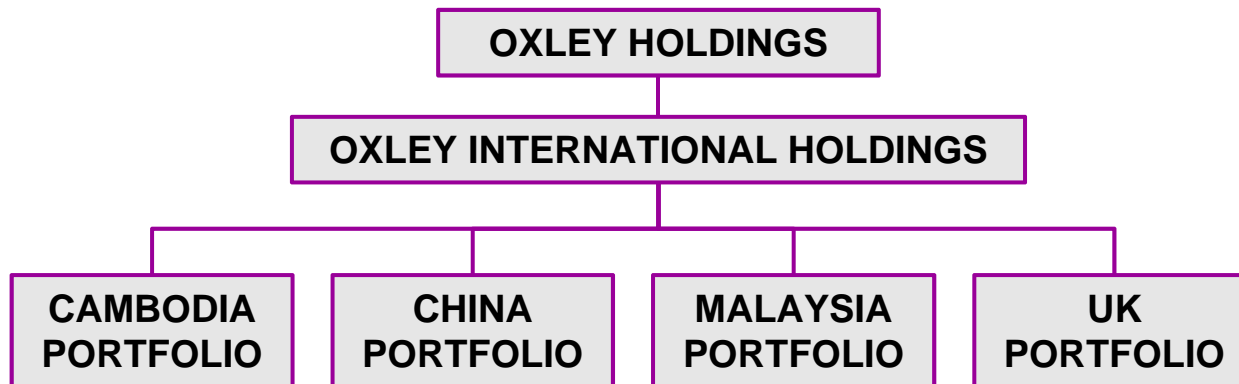 OXLEY HOLDINGS
OXLEY INTERNATIONAL HOLDINGS
CAMBODIA
PORTFOLIO
CHINA
PORTFOLIO
MALAYSIA
PORTFOLIO
UK
PORTFOLIO